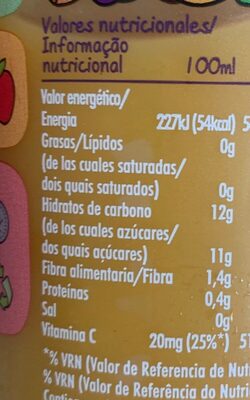 Valores nutricionales/
Informação
nutricional 100ml
Valor energético/
Energia 227kJ (54kcal)
Grasas/Lípidos 0g
(de las cuales saturadas/
dois quais saturados) 0g
Hidratos de carbono 12g
(de los cuales azúcares/
dos quais açúcares) 11g
Fibra alimentaria/Fibra 1,4g
Proteínas 0,4g
Sal 0g
Vitamina C 20mg (25%*)
*% VRN (Valor de Referencia de Nut
% VRN (Valor de Referência do Nutri